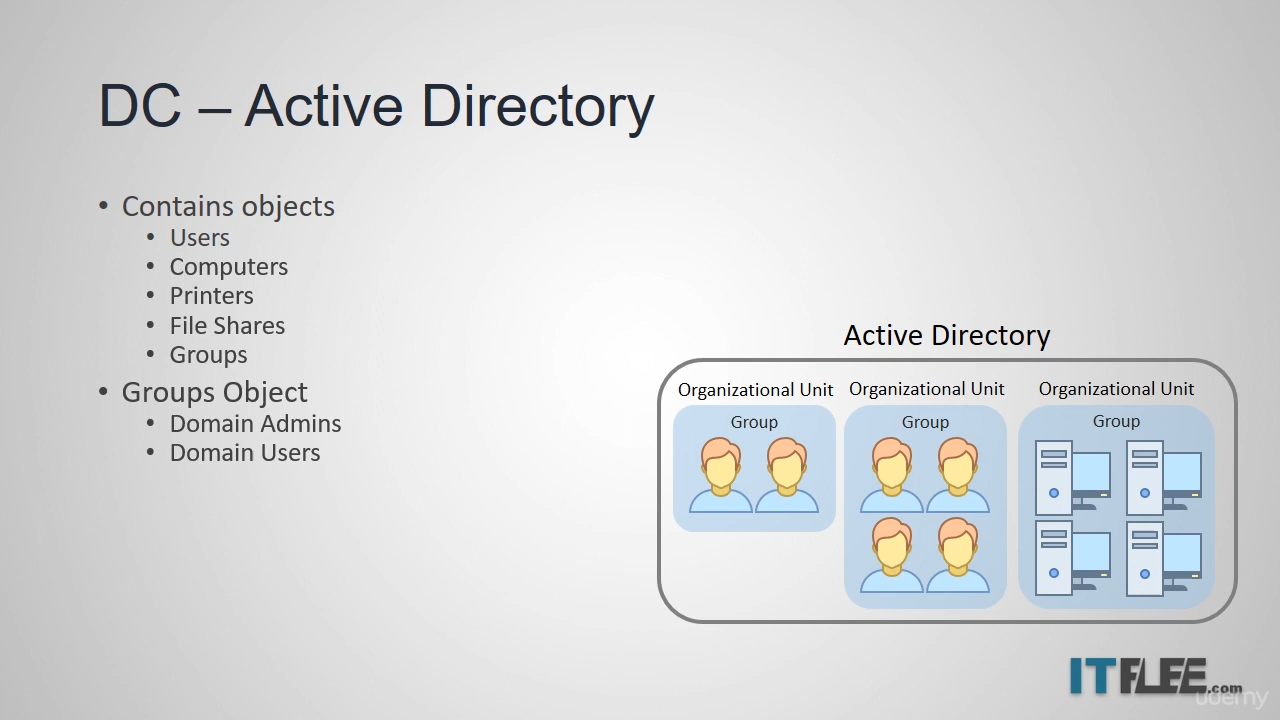 DC – Active Directory
• Contains objects
• Users
• Computers
• Printers
• File Shares
• Groups
• Groups Object
• Domain Admins
• Domain Users
Active Directory
Organizational Unit
Group
Organizational Unit
Group
Organizational Unit
Group
ITFLEE.com
udemy